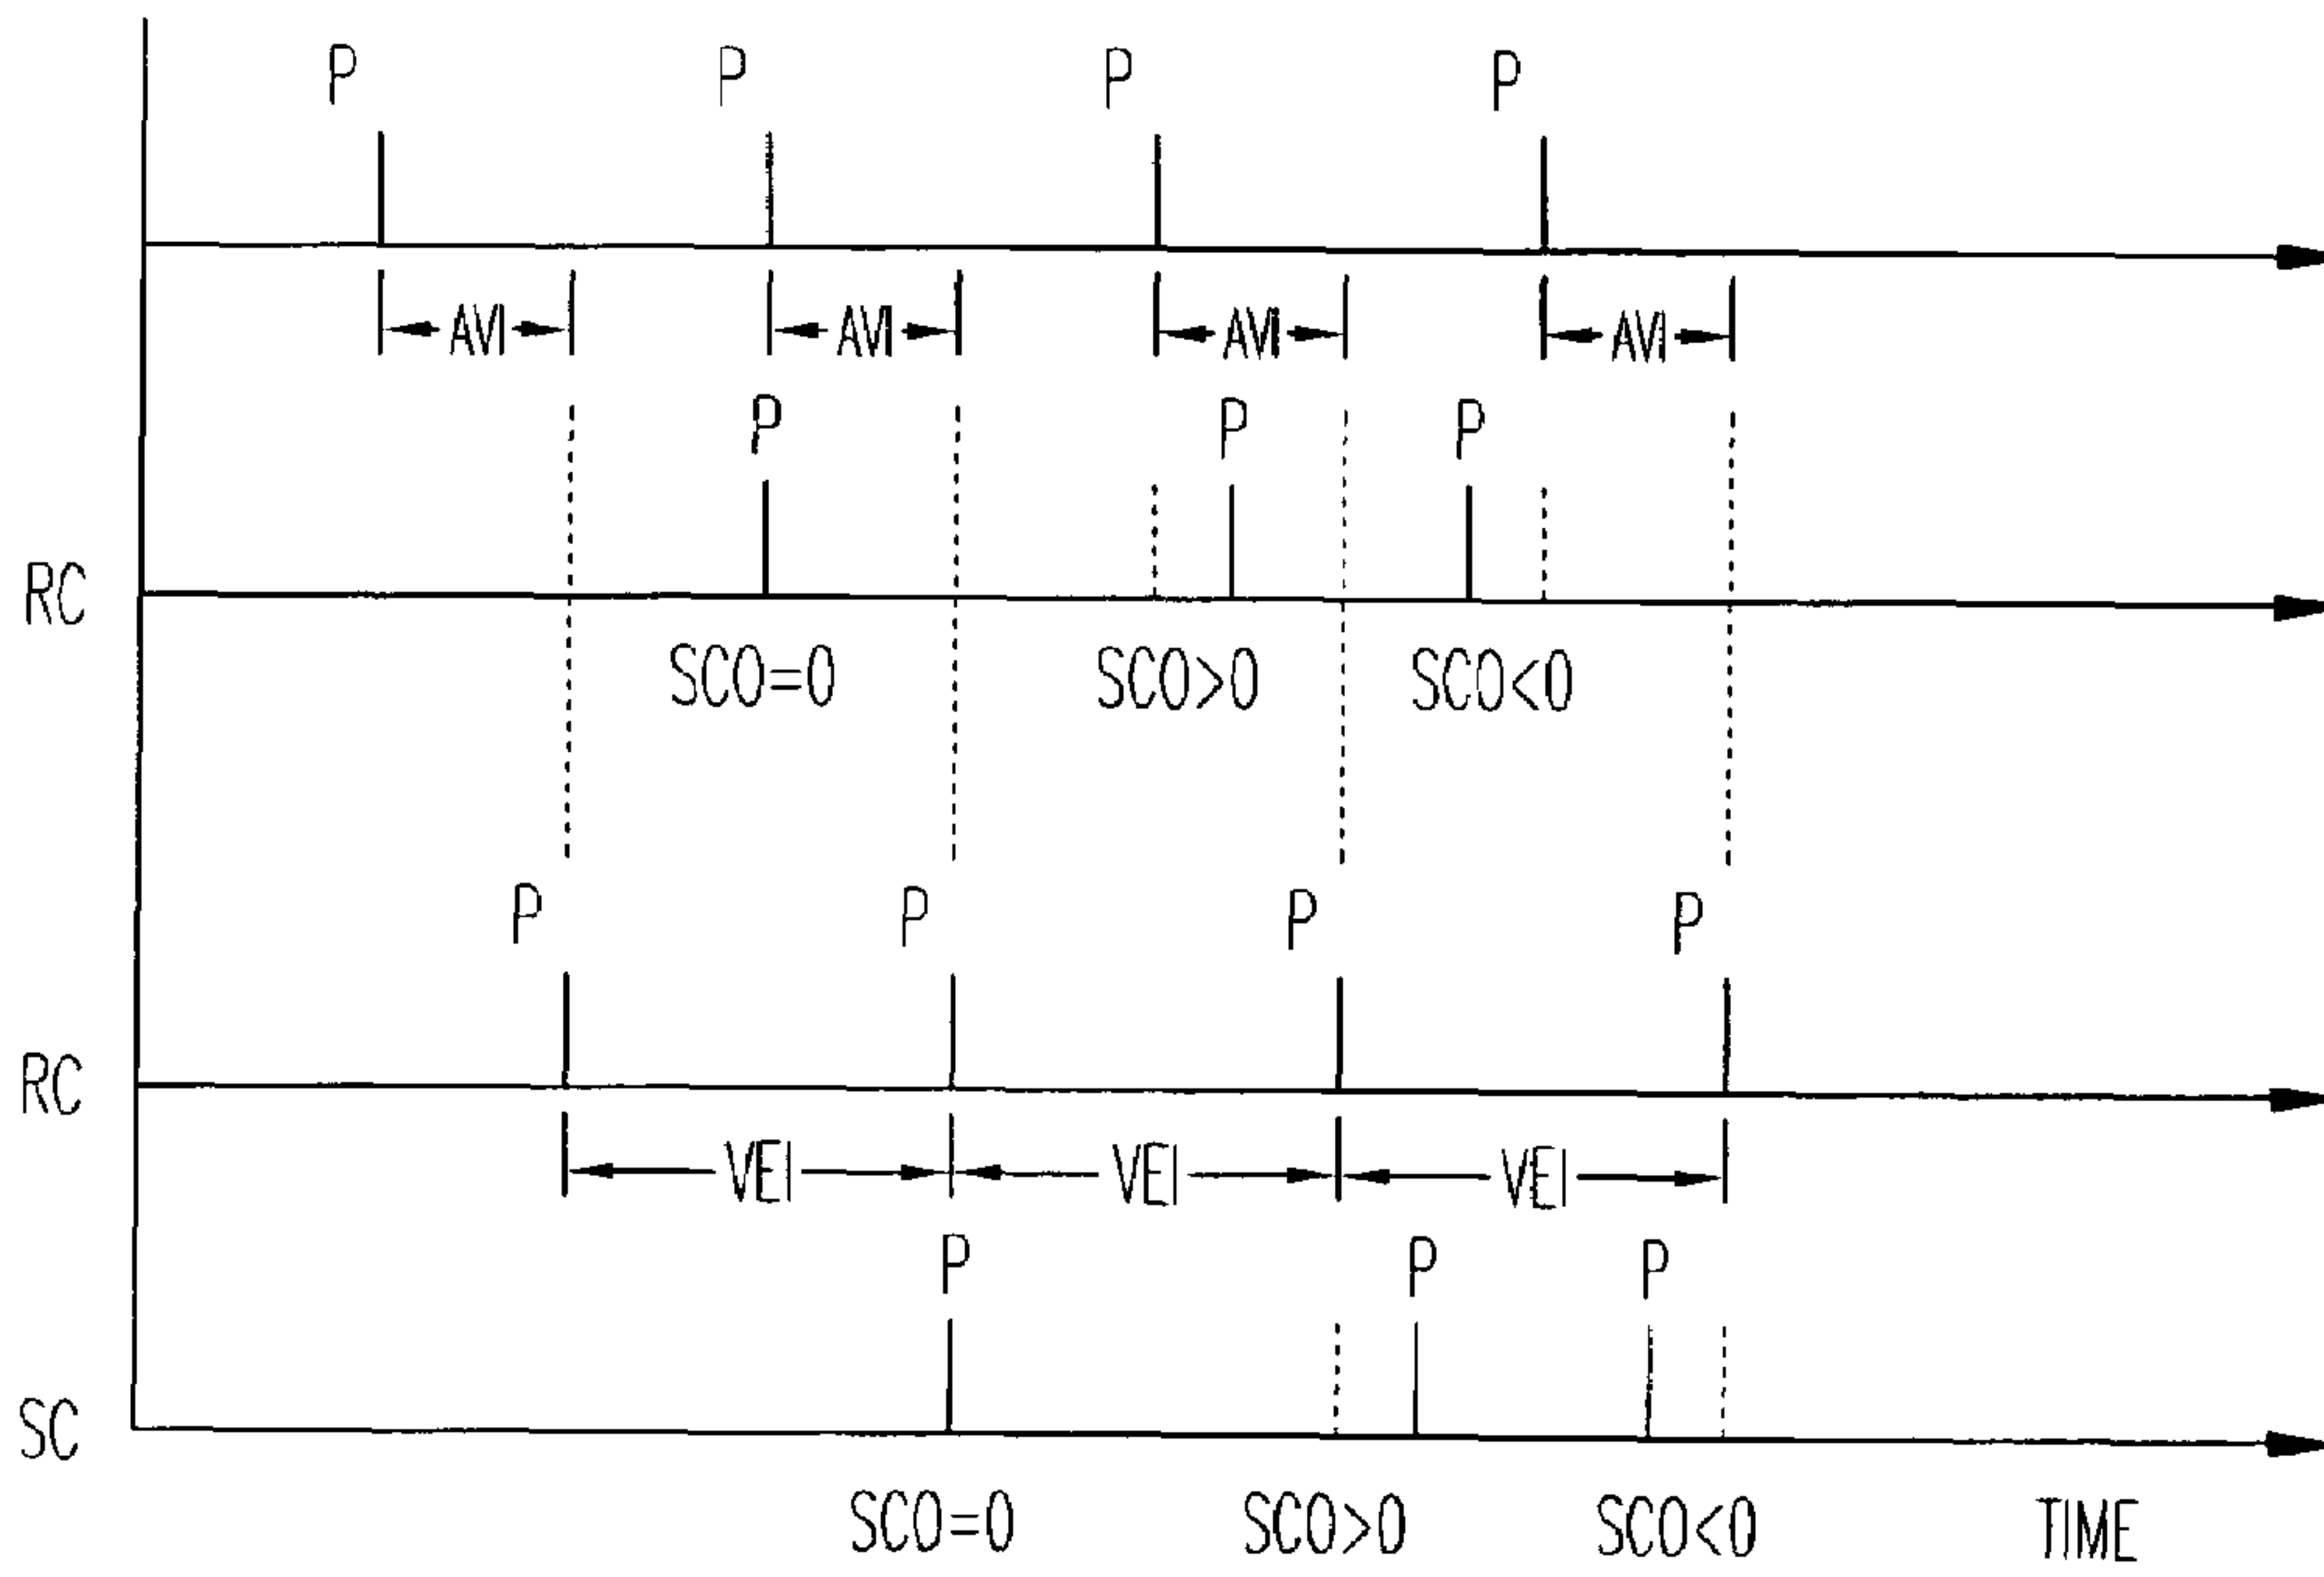 P P P P
AVI AVI AVI AVI
P P P
RC
SCO=0 SCO>0 SCO<0
P P P P
RC
VEI VEI VEI
P P P
SC
SCO=0 SCO>0 SCO<0 TIME